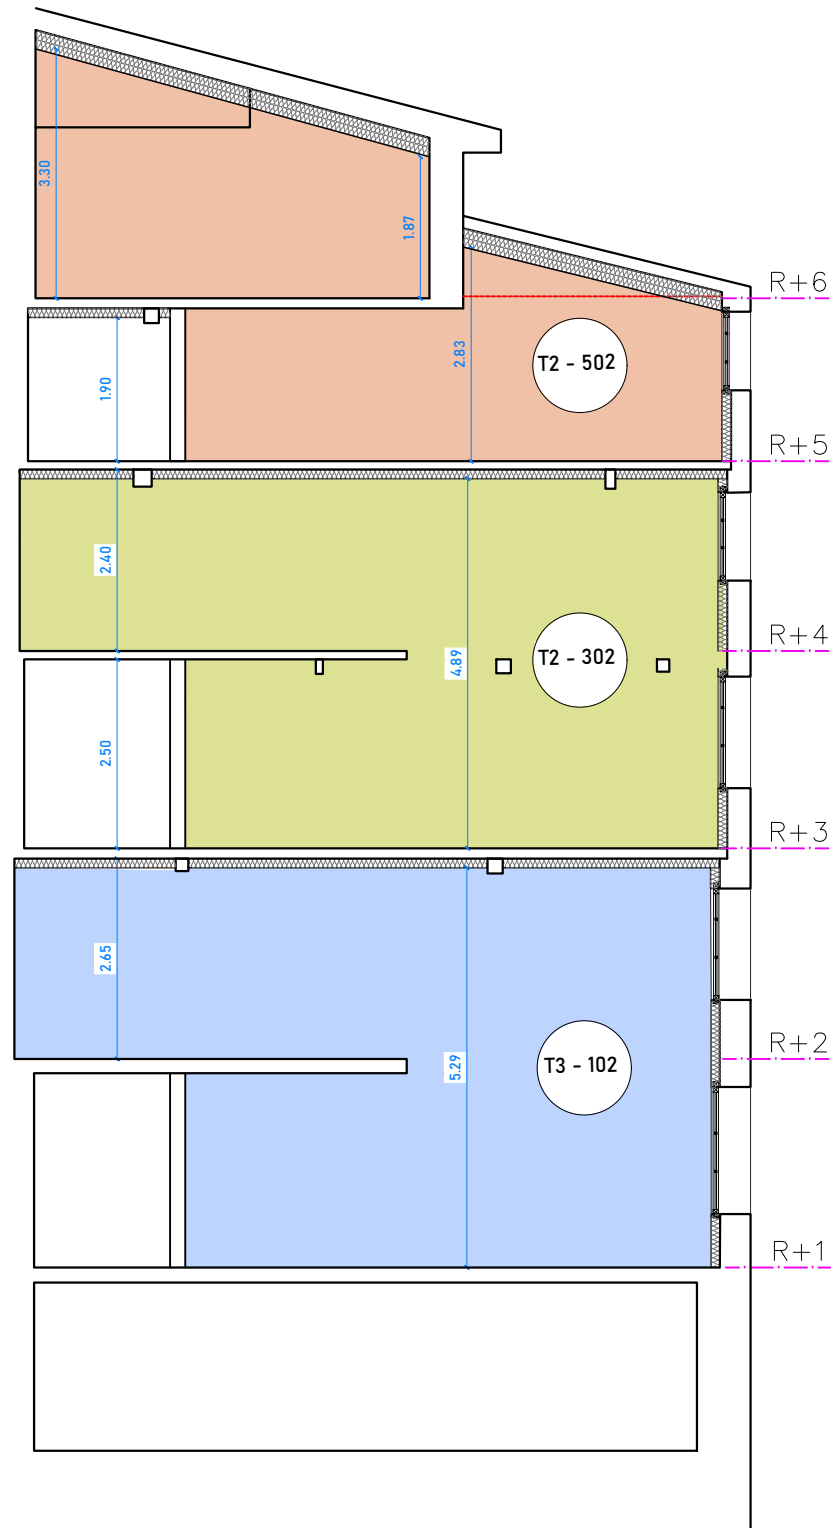 3.30
1.87
R+6
2.83
T2 - 502
1.90
R+5
2.40
R+4
T2 - 302
4.89
2.50
R+3
2.65
R+2
T3 - 102
5.29
R+1